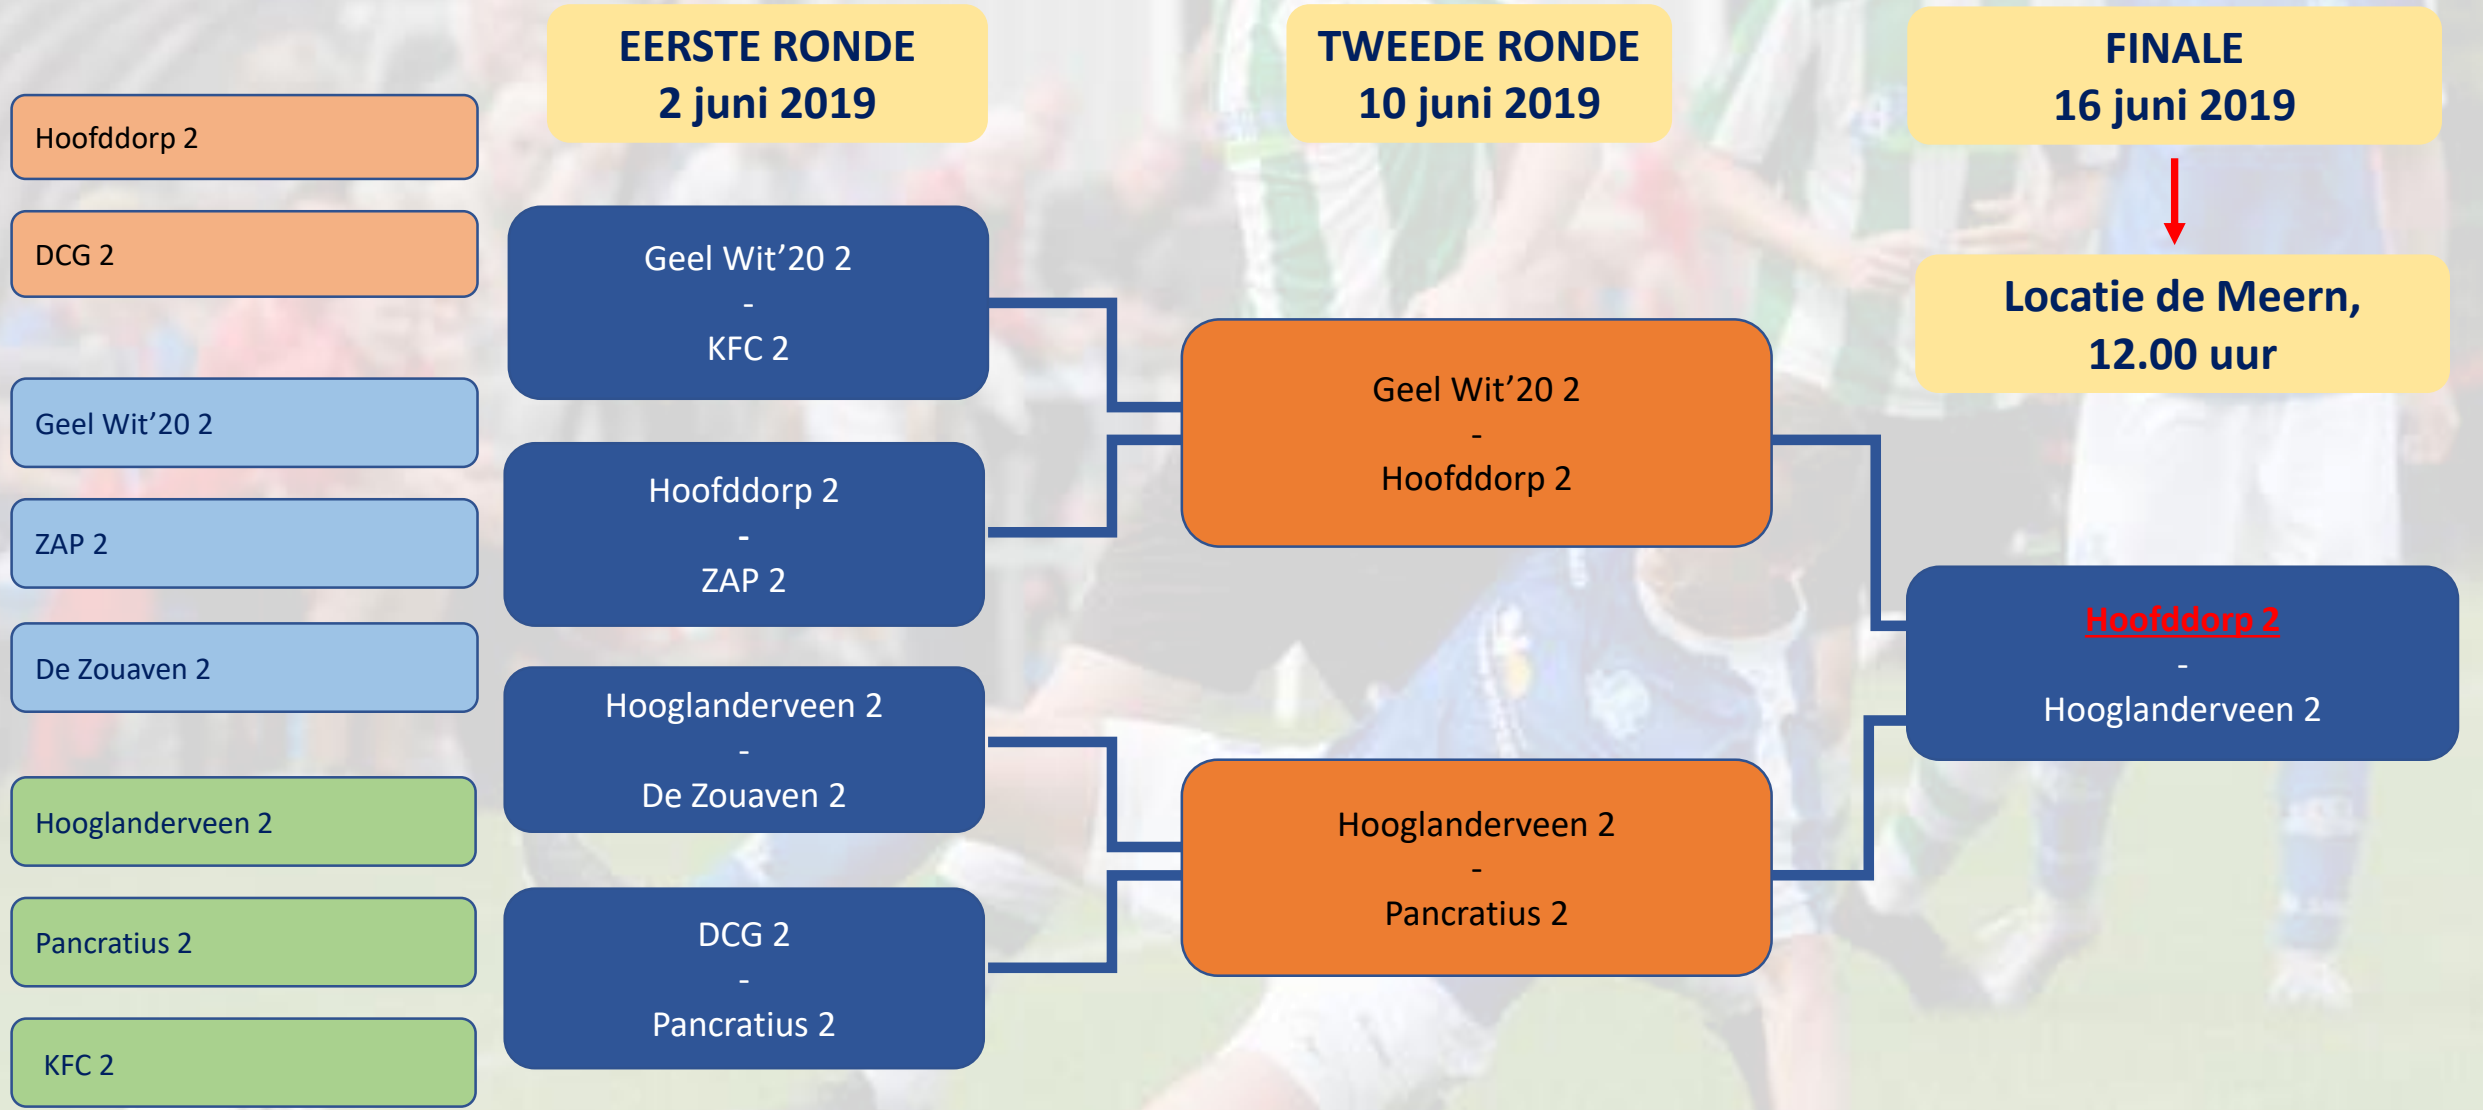 EERSTE RONDE
2 juni 2019
TWEEDE RONDE
10 juni 2019
FINALE
16 juni 2019
Locatie de Meern,
12.00 uur
Hoofddorp 2
DCG 2
Geel Wit’20 2
ZAP 2
De Zouaven 2
Hooglanderveen 2
Pancratius 2
KFC 2
Geel Wit’20 2
-
KFC 2
Hoofddorp 2
-
ZAP 2
Hooglanderveen 2
-
De Zouaven 2
DCG 2
-
Pancratius 2
Geel Wit’20 2
-
Hoofddorp 2
Hooglanderveen 2
-
Pancratius 2
Hoofddorp 2
-
Hooglanderveen 2